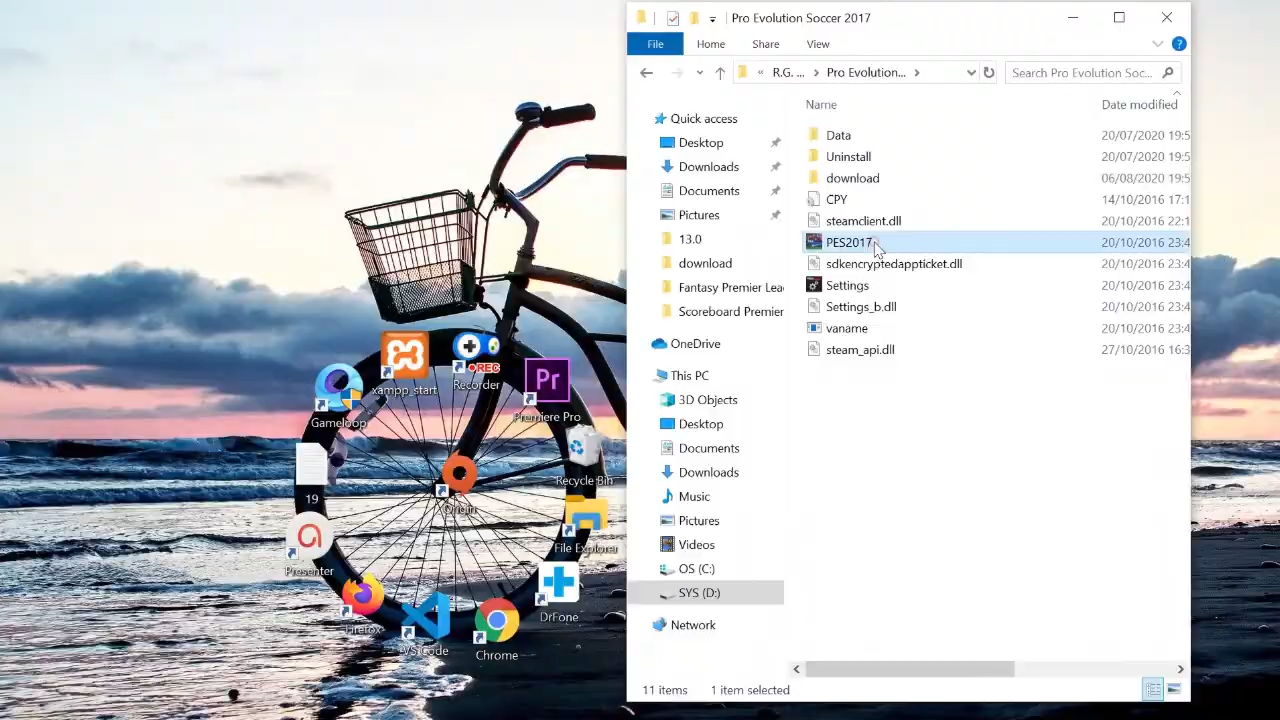 Pro Evolution Soccer 2017
File
Home
Share
View
« R.G. ... > Pro Evolution... >
Search Pro Evolution Soc...
Name
Date modified
Quick access
Desktop
Downloads
Documents
Pictures
13.0
download
Fantasy Premier Lea
Scoreboard Premier
OneDrive
This PC
3D Objects
Desktop
Documents
Downloads
Music
Pictures
Videos
OS (C:)
SYS (D:)
Network
Data 20/07/2020 19:5
Uninstall 20/07/2020 19:5
download 06/08/2020 19:5
CPY 14/10/2016 17:1
steamclient.dll 20/10/2016 22:1
PES2017 20/10/2016 23:4
sdkencryptedappticket.dll 20/10/2016 23:4
Settings 20/10/2016 23:4
Settings_b.dll 20/10/2016 23:4
vaname 20/10/2016 23:4
steam_api.dll 27/10/2016 16:3
11 items 1 item selected
xampp_start
REC
Recorder
Pr
Premiere Pro
Gameloop
Recycle Bin
19
Origin
File Explorer
Presenter
DrFone
Firefox
VS Code
Chrome